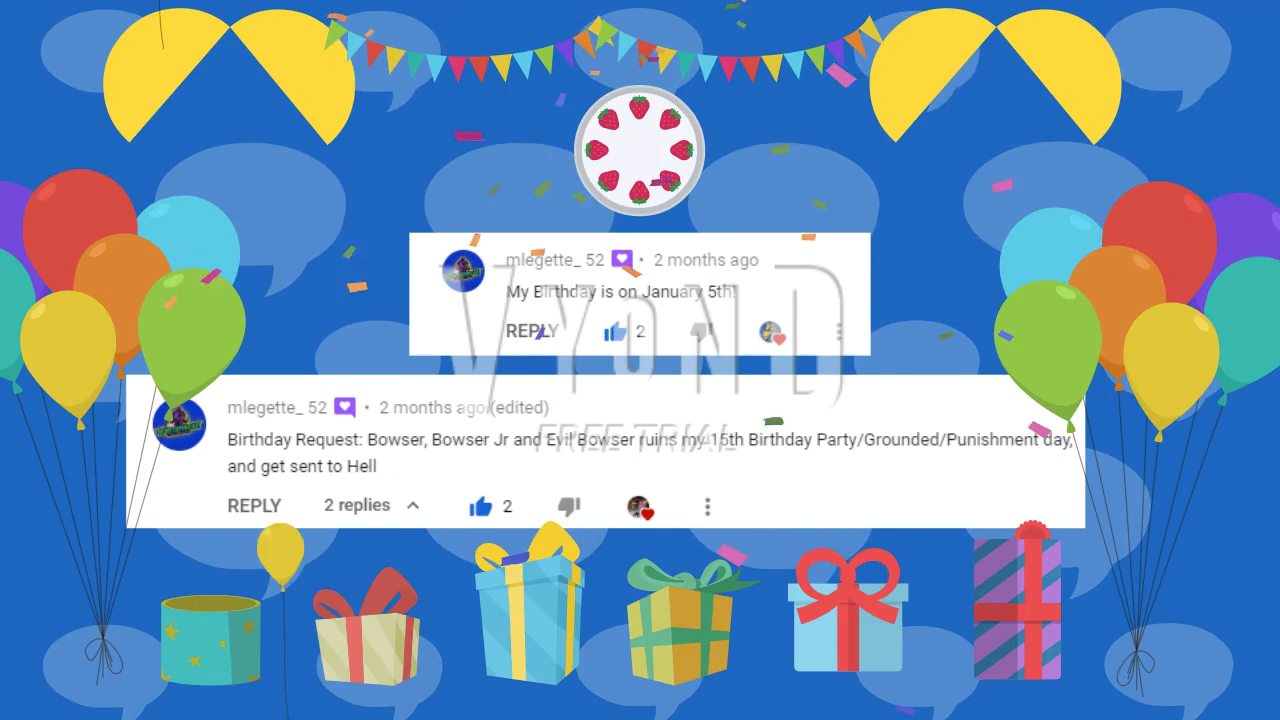 mlegette_ 52 • 2 months ago
My Birthday is on January 5th!
REPLY 2
VYOND
FREE TRIAL
mlegette_ 52 • 2 months ago (edited)
Birthday Request: Bowser, Bowser Jr and Evil Bowser ruins my 15th Birthday Party/Grounded/Punishment day,
and get sent to Hell
REPLY 2 replies 2